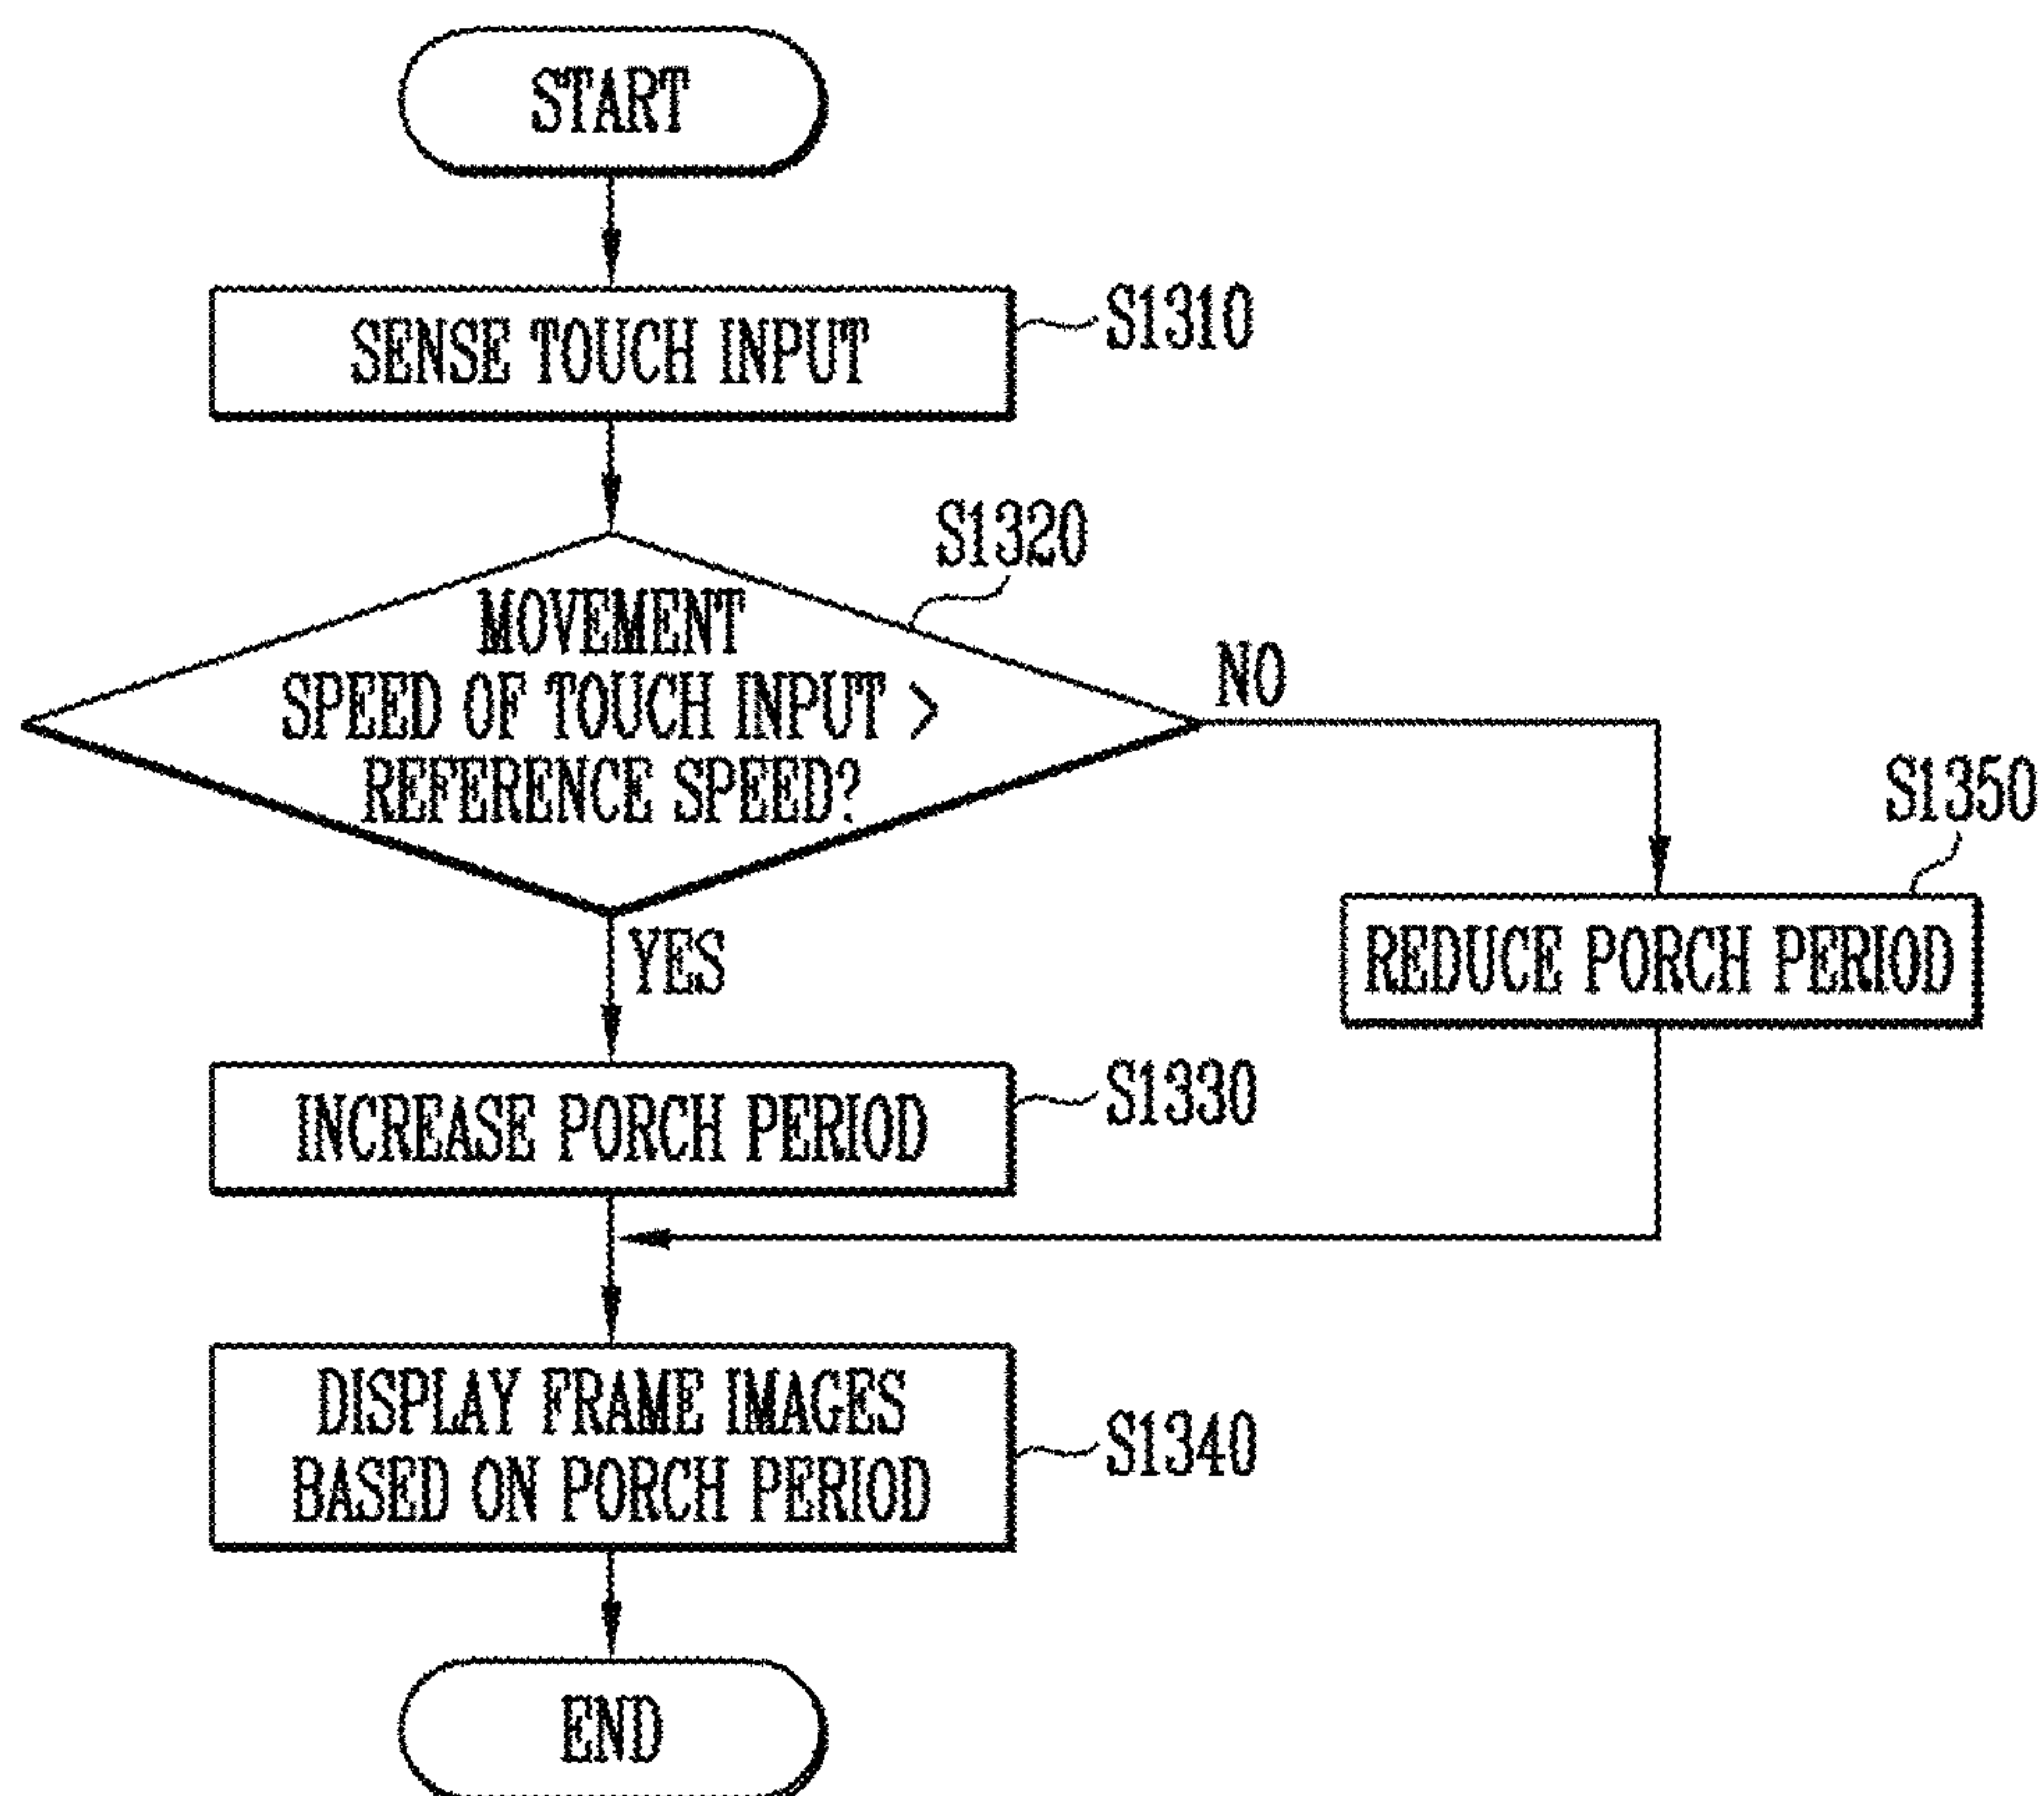 START
SENSE TOUCH INPUT
S1310
S1320
MOVEMENT
SPEED OF TOUCH INPUT >
REFERENCE SPEED?
NO
YES
S1350
REDUCE PORCH PERIOD
INCREASE PORCH PERIOD
S1330
DISPLAY FRAME IMAGES
BASED ON PORCH PERIOD
S1340
END